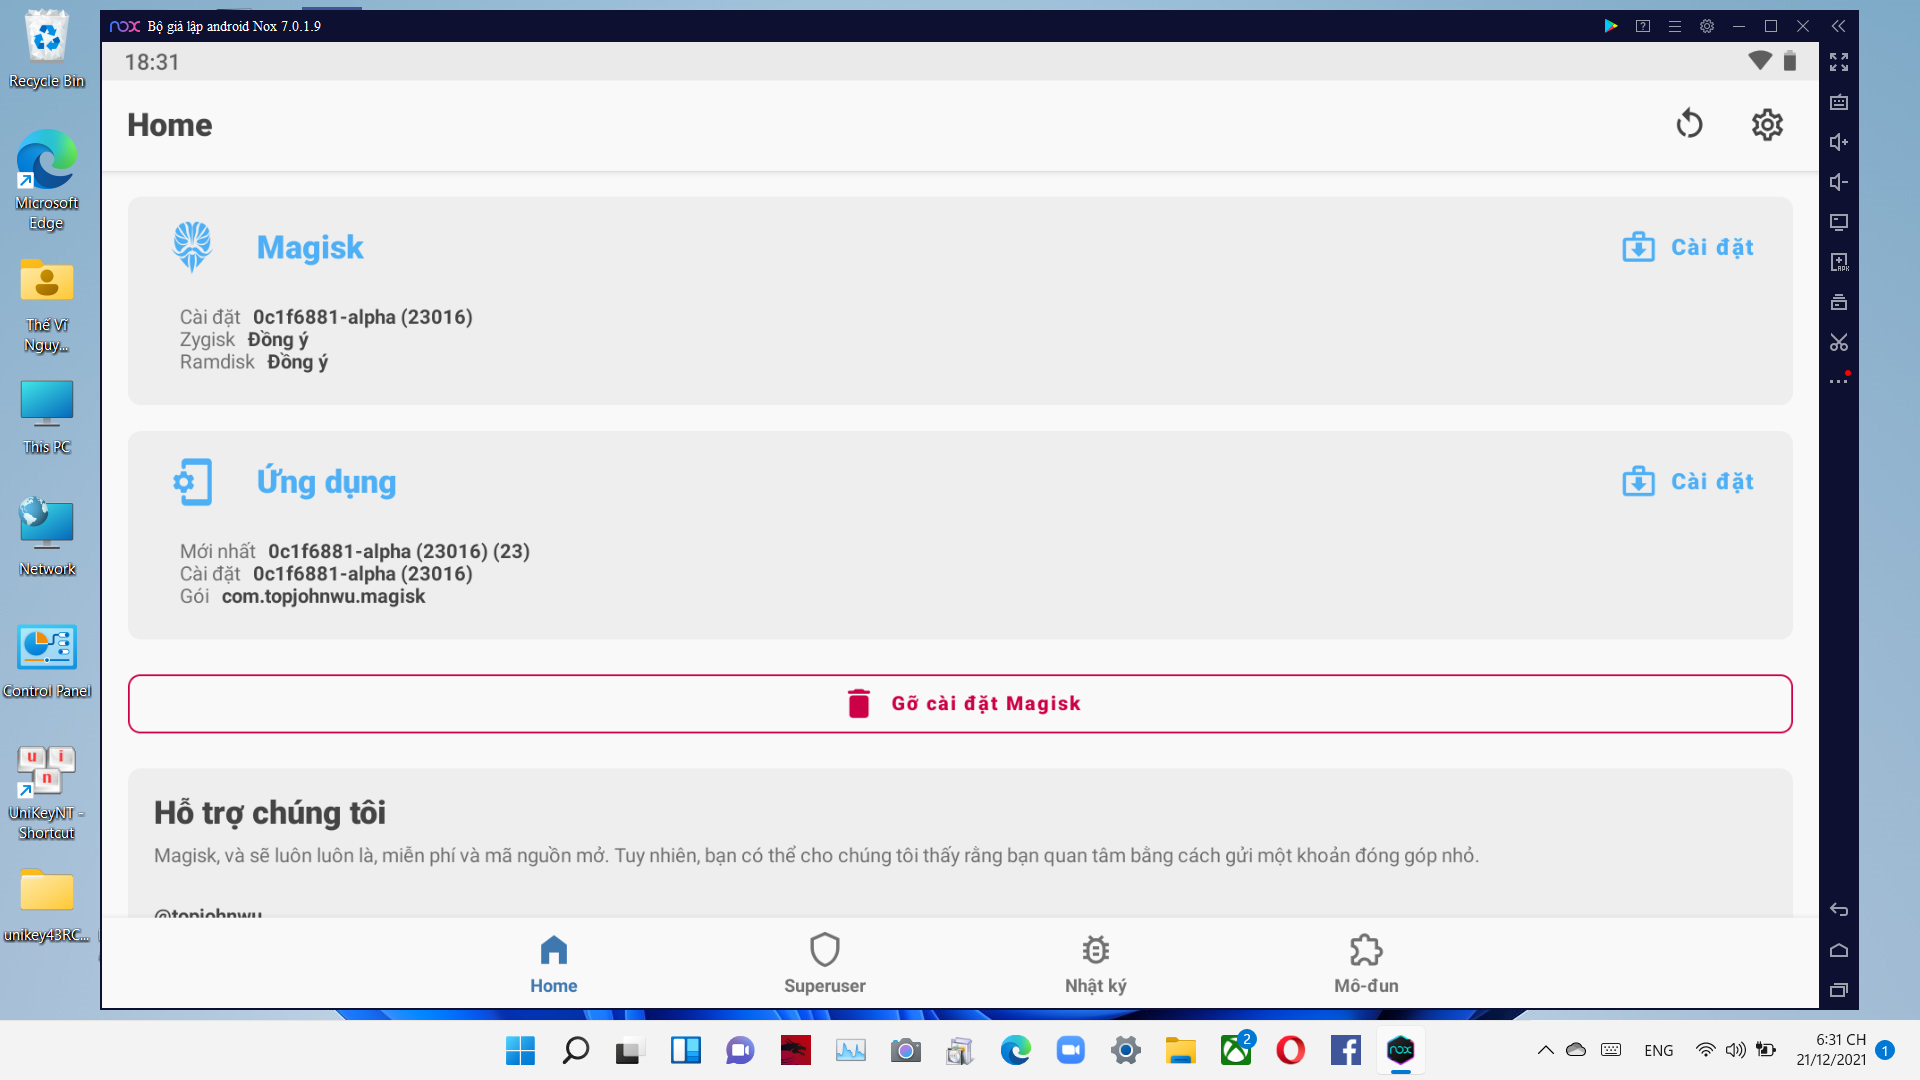 nox Bộ giả lập android Nox 7.0.1.9
18:31
Home
Magisk
Cài đặt
Cài đặt 0c1f6881-alpha (23016)
Zygisk Đồng ý
Ramdisk Đồng ý
Ứng dụng
Cài đặt
Mới nhất 0c1f6881-alpha (23016) (23)
Cài đặt 0c1f6881-alpha (23016)
Gói com.topjohnwu.magisk
Gỡ cài đặt Magisk
Hỗ trợ chúng tôi
Magisk, và sẽ luôn luôn là, miễn phí và mã nguồn mở. Tuy nhiên, bạn có thể cho chúng tôi thấy rằng bạn quan tâm bằng cách gửi một khoản đóng góp nhỏ.
@topjohnwu
Home
Superuser
Nhật ký
Mô-đun
Recycle Bin
Microsoft
Edge
Thế Vĩ
Nguy...
This PC
Network
Control Panel
u i
n
UniKeyNT -
Shortcut
unikey43RC...
APK
2
nox
ENG
6:31 CH
21/12/2021
1